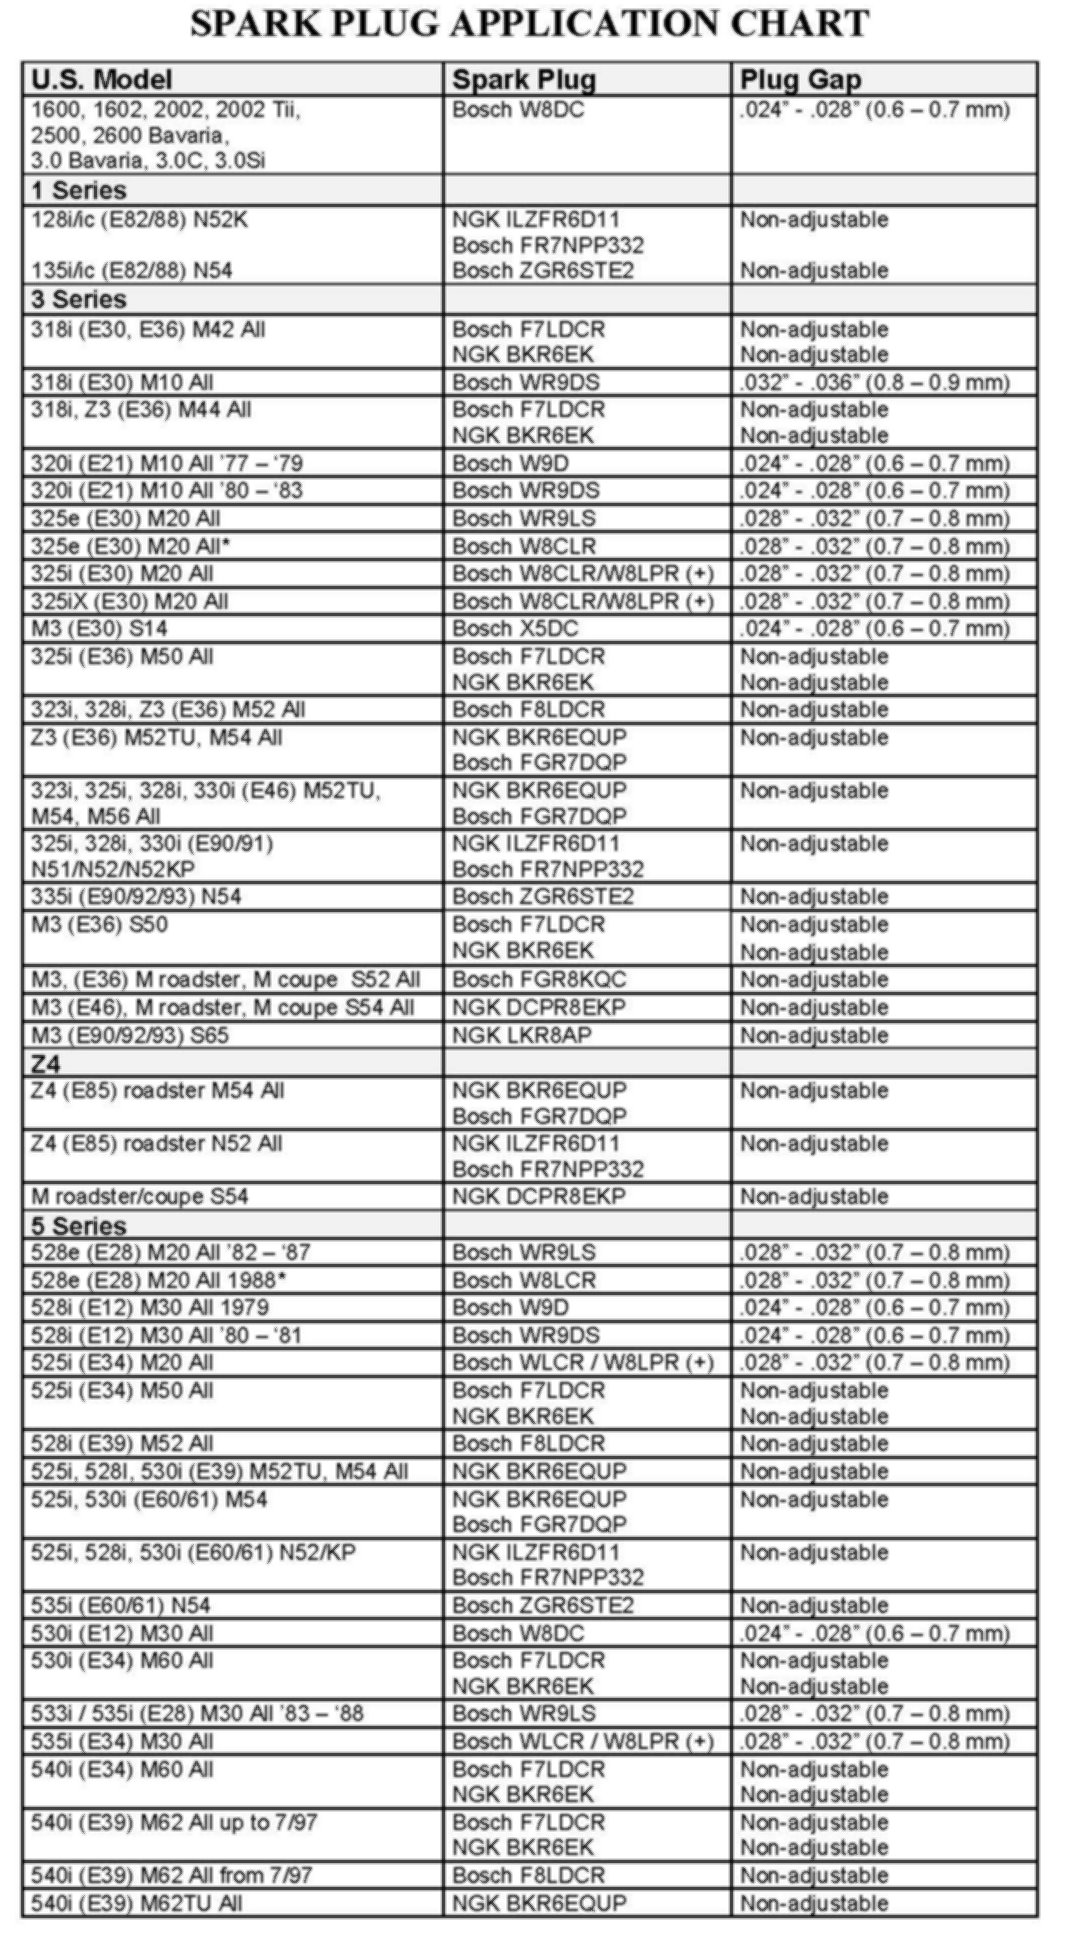 SPARK PLUG APPLICATION CHART
U.S. Model Spark Plug Plug Gap
1600, 1602, 2002, 2002 Tii, Bosch W8DC .024” - .028” (0.6 – 0.7 mm)
2500, 2600 Bavaria,
3.0 Bavaria, 3.0C, 3.0Si
1 Series
128i/ic (E82/88) N52K NGK ILZFR6D11 Non-adjustable
Bosch FR7NPP332
135i/ic (E82/88) N54 Bosch ZGR6STE2 Non-adjustable
3 Series
318i (E30, E36) M42 All Bosch F7LDCR Non-adjustable
NGK BKR6EK Non-adjustable
318i (E30) M10 All Bosch WR9DS .032” - .036” (0.8 – 0.9 mm)
318i, Z3 (E36) M44 All Bosch F7LDCR Non-adjustable
NGK BKR6EK Non-adjustable
320i (E21) M10 All ’77 – ‘79 Bosch W9D .024” - .028” (0.6 – 0.7 mm)
320i (E21) M10 All ’80 – ‘83 Bosch WR9DS .024” - .028” (0.6 – 0.7 mm)
325e (E30) M20 All Bosch WR9LS .028” - .032” (0.7 – 0.8 mm)
325e (E30) M20 All* Bosch W8CLR .028” - .032” (0.7 – 0.8 mm)
325i (E30) M20 All Bosch W8CLR/W8LPR (+) .028” - .032” (0.7 – 0.8 mm)
325iX (E30) M20 All Bosch W8CLR/W8LPR (+) .028” - .032” (0.7 – 0.8 mm)
M3 (E30) S14 Bosch X5DC .024” - .028” (0.6 – 0.7 mm)
325i (E36) M50 All Bosch F7LDCR Non-adjustable
NGK BKR6EK Non-adjustable
323i, 328i, Z3 (E36) M52 All Bosch F8LDCR Non-adjustable
Z3 (E36) M52TU, M54 All NGK BKR6EQUP Non-adjustable
Bosch FGR7DQP
323i, 325i, 328i, 330i (E46) M52TU, NGK BKR6EQUP Non-adjustable
M54, M56 All Bosch FGR7DQP
325i, 328i, 330i (E90/91) NGK ILZFR6D11 Non-adjustable
N51/N52/N52KP Bosch FR7NPP332
335i (E90/92/93) N54 Bosch ZGR6STE2 Non-adjustable
M3 (E36) S50 Bosch F7LDCR Non-adjustable
NGK BKR6EK Non-adjustable
M3, (E36) M roadster, M coupe S52 All Bosch FGR8KQC Non-adjustable
M3 (E46), M roadster, M coupe S54 All NGK DCPR8EKP Non-adjustable
M3 (E90/92/93) S65 NGK LKR8AP Non-adjustable
Z4
Z4 (E85) roadster M54 All NGK BKR6EQUP Non-adjustable
Bosch FGR7DQP
Z4 (E85) roadster N52 All NGK ILZFR6D11 Non-adjustable
Bosch FR7NPP332
M roadster/coupe S54 NGK DCPR8EKP Non-adjustable
5 Series
528e (E28) M20 All ’82 – ‘87 Bosch WR9LS .028” - .032” (0.7 – 0.8 mm)
528e (E28) M20 All 1988* Bosch W8LCR .028” - .032” (0.7 – 0.8 mm)
528i (E12) M30 All 1979 Bosch W9D .024” - .028” (0.6 – 0.7 mm)
528i (E12) M30 All ’80 – ‘81 Bosch WR9DS .024” - .028” (0.6 – 0.7 mm)
525i (E34) M20 All Bosch WLCR / W8LPR (+) .028” - .032” (0.7 – 0.8 mm)
525i (E34) M50 All Bosch F7LDCR Non-adjustable
NGK BKR6EK Non-adjustable
528i (E39) M52 All Bosch F8LDCR Non-adjustable
525i, 528I, 530i (E39) M52TU, M54 All NGK BKR6EQUP Non-adjustable
525i, 530i (E60/61) M54 NGK BKR6EQUP Non-adjustable
Bosch FGR7DQP
525i, 528i, 530i (E60/61) N52/KP NGK ILZFR6D11 Non-adjustable
Bosch FR7NPP332
535i (E60/61) N54 Bosch ZGR6STE2 Non-adjustable
530i (E12) M30 All Bosch W8DC .024” - .028” (0.6 – 0.7 mm)
530i (E34) M60 All Bosch F7LDCR Non-adjustable
NGK BKR6EK Non-adjustable
533i / 535i (E28) M30 All ’83 – ‘88 Bosch WR9LS .028” - .032” (0.7 – 0.8 mm)
535i (E34) M30 All Bosch WLCR / W8LPR (+) .028” - .032” (0.7 – 0.8 mm)
540i (E34) M60 All Bosch F7LDCR Non-adjustable
NGK BKR6EK Non-adjustable
540i (E39) M62 All up to 7/97 Bosch F7LDCR Non-adjustable
NGK BKR6EK Non-adjustable
540i (E39) M62 All from 7/97 Bosch F8LDCR Non-adjustable
540i (E39) M62TU All NGK BKR6EQUP Non-adjustable